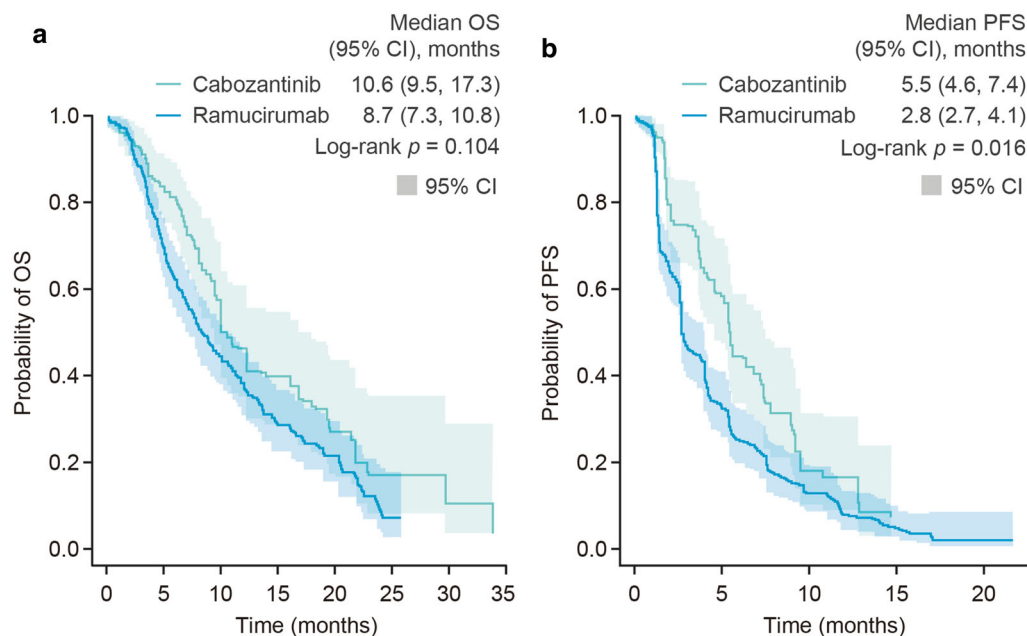 a
Median OS
(95% CI), months
Cabozantinib 10.6 (9.5, 17.3)
Ramucirumab 8.7 (7.3, 10.8)
Log-rank p = 0.104
95% CI
Probability of OS
1.0
0.8
0.6
0.4
0.2
0.0
0 5 10 15 20 25 30 35
Time (months)
b
Median PFS
(95% CI), months
Cabozantinib 5.5 (4.6, 7.4)
Ramucirumab 2.8 (2.7, 4.1)
Log-rank p = 0.016
95% CI
Probability of PFS
1.0
0.8
0.6
0.4
0.2
0.0
0 5 10 15 20
Time (months)